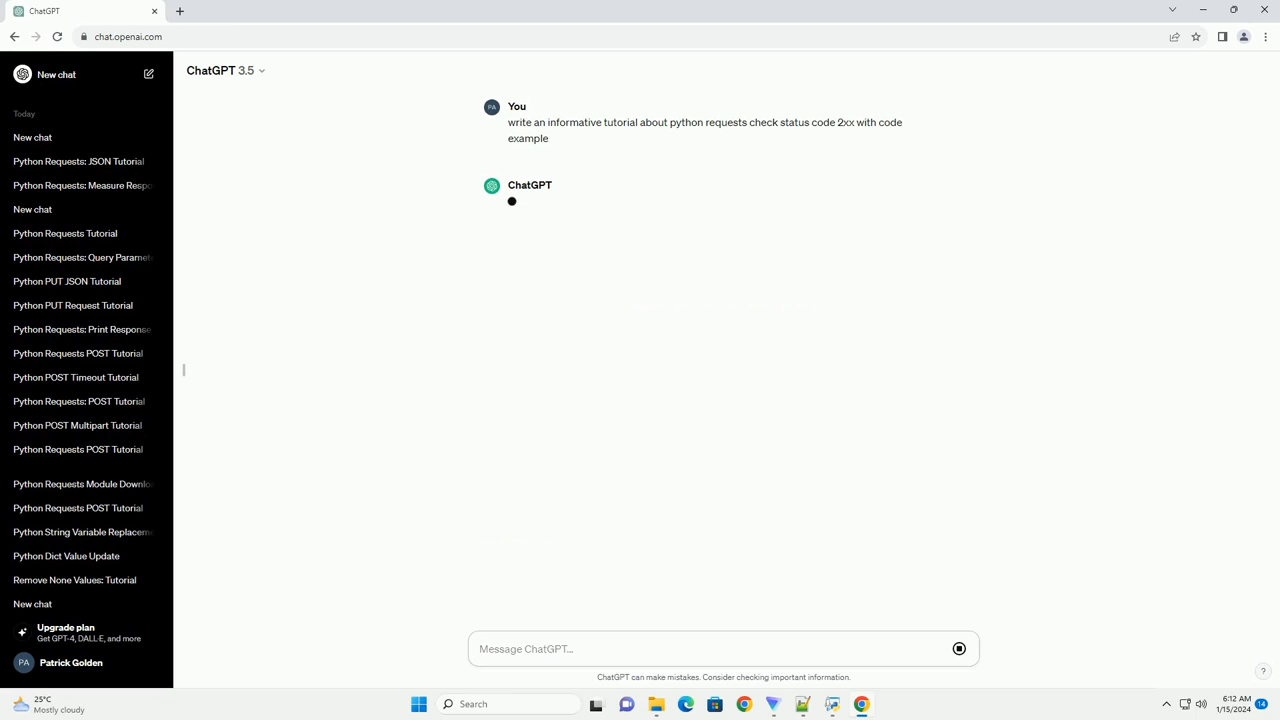 ChatGPT
chat.openai.com
New chat
Today
New chat
Python Requests: JSON Tutorial
Python Requests: Measure Respo
New chat
Python Requests Tutorial
Python Requests: Query Paramete
Python PUT JSON Tutorial
Python PUT Request Tutorial
Python Requests: Print Response
Python Requests POST Tutorial
Python POST Timeout Tutorial
Python Requests: POST Tutorial
Python POST Multipart Tutorial
Python Requests POST Tutorial
Python Requests Module Downloa
Python Requests POST Tutorial
Python String Variable Replaceme
Python Dict Value Update
Remove None Values: Tutorial
New chat
Upgrade plan
Get GPT-4, DALL·E, and more
PA Patrick Golden
ChatGPT 3.5
PA You
write an informative tutorial about python requests check status code 2xx with code
example
ChatGPT
Message ChatGPT...
ChatGPT can make mistakes. Consider checking important information.
?
25°C
Mostly cloudy
Search
6:12 AM
1/15/2024
14